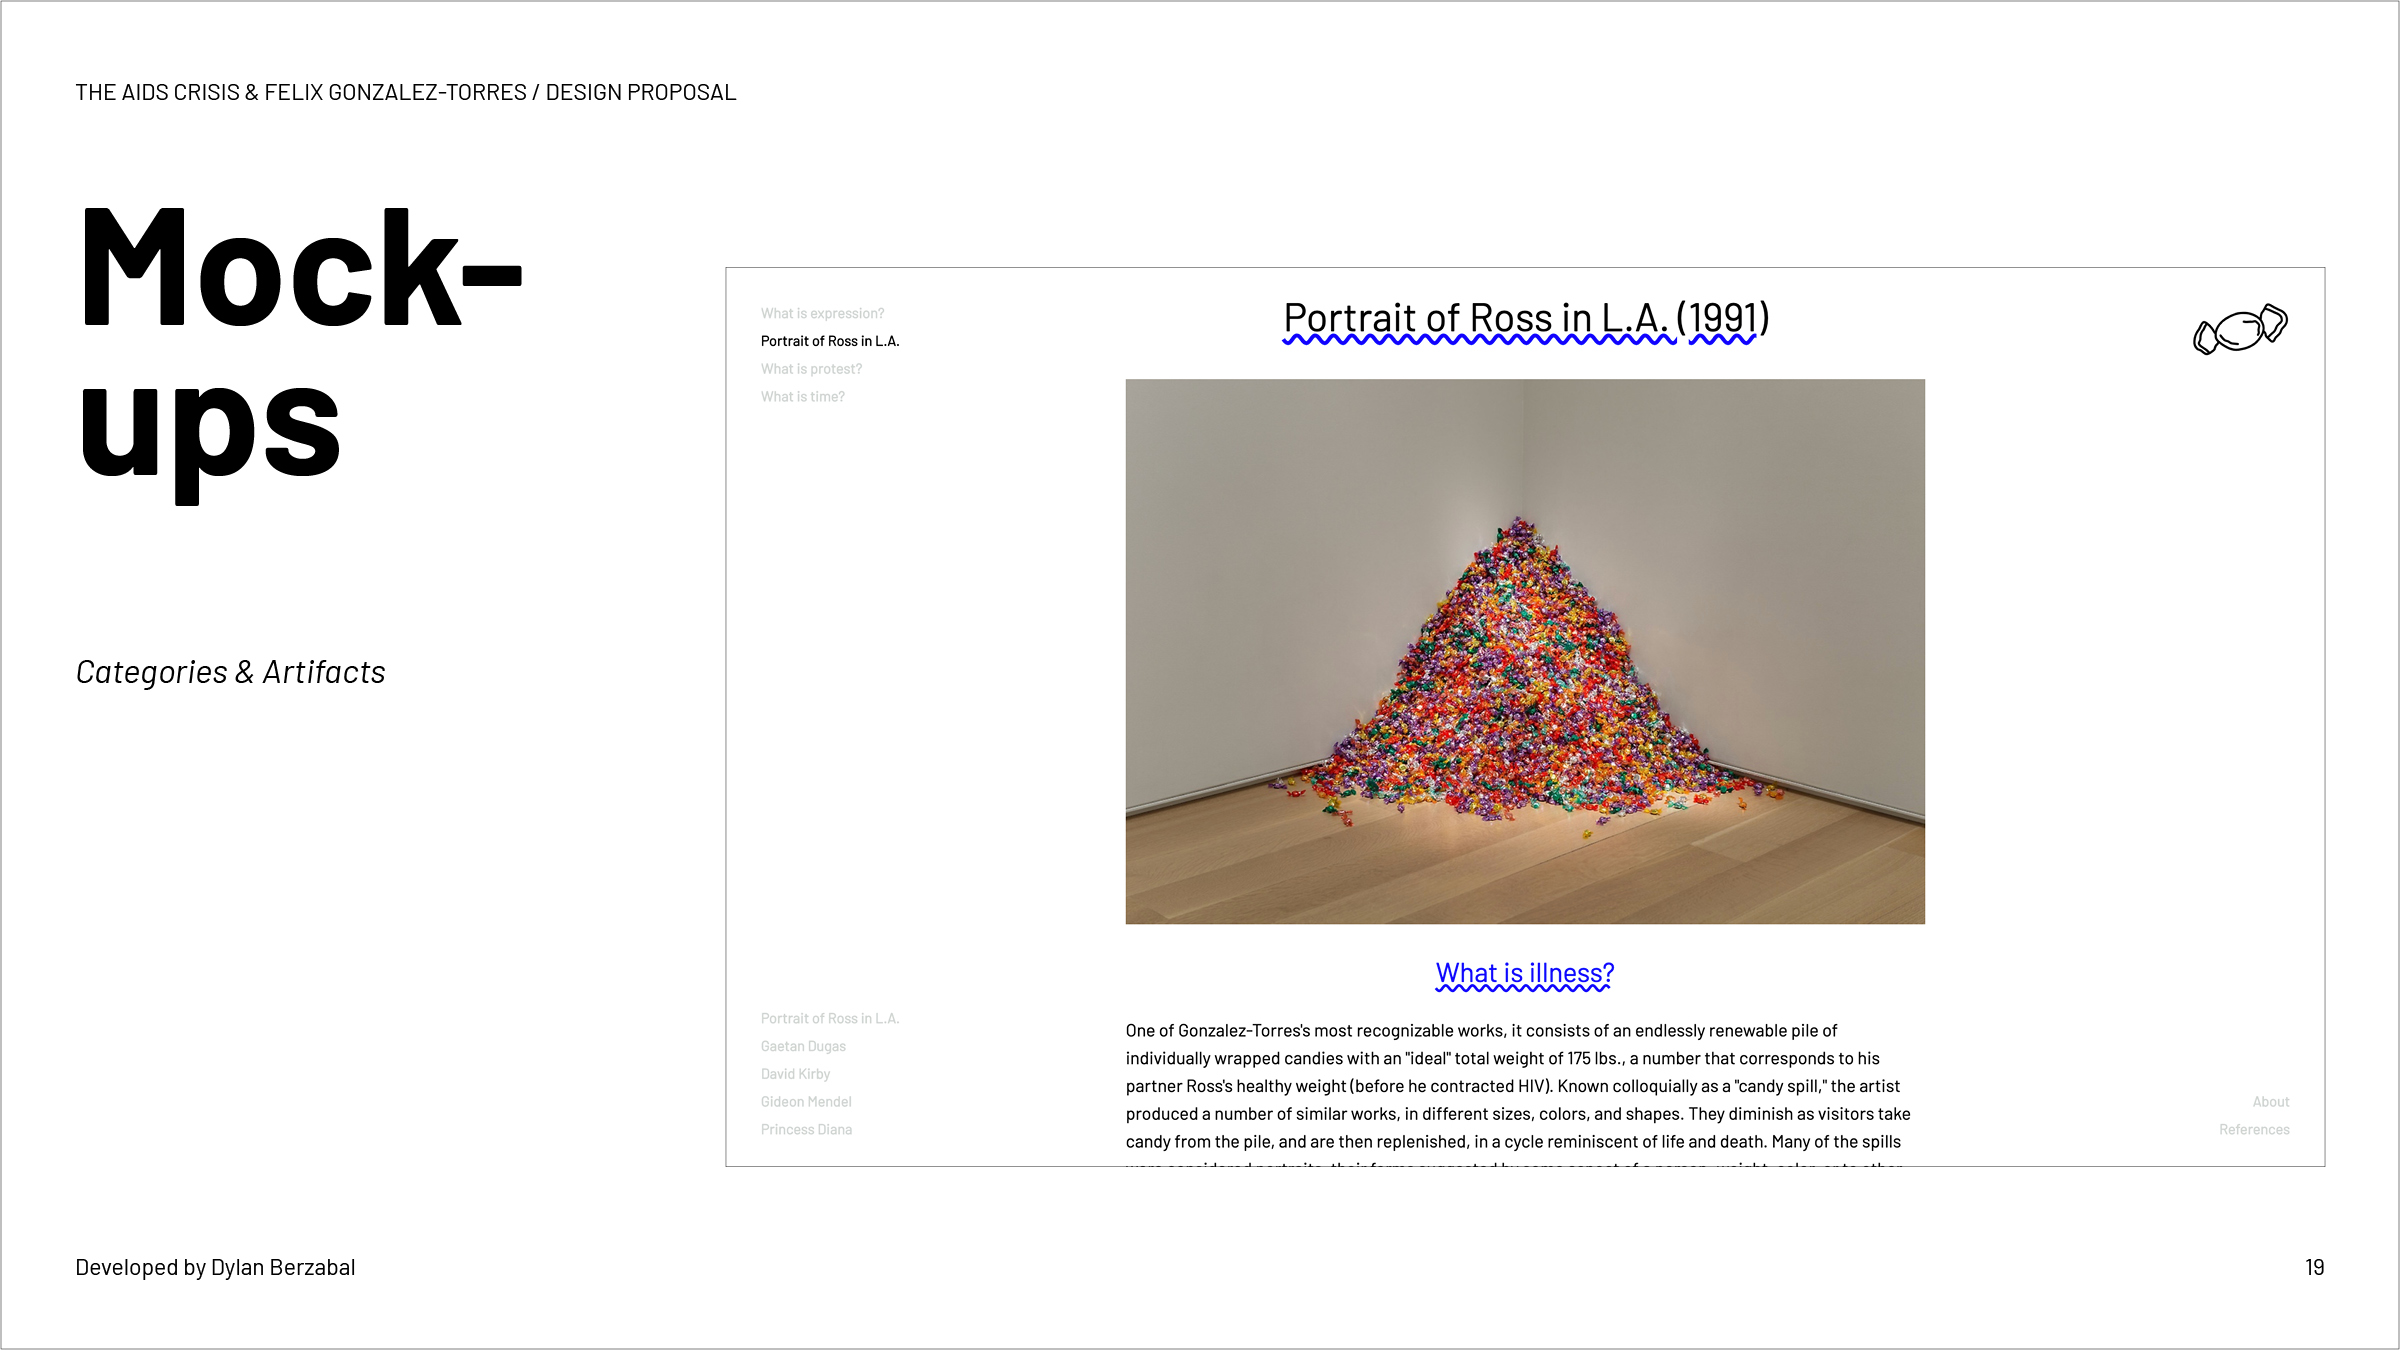 THE AIDS CRISIS & FELIX GONZALEZ-TORRES / DESIGN PROPOSAL
Mock-
ups
Categories & Artifacts
What is expression?
Portrait of Ross in L.A.
What is protest?
What is time?
Portrait of Ross in L.A. (1991)
What is illness?
One of Gonzalez-Torres's most recognizable works, it consists of an endlessly renewable pile of
individually wrapped candies with an "ideal" total weight of 175 lbs., a number that corresponds to his
partner Ross's healthy weight (before he contracted HIV). Known colloquially as a "candy spill," the artist
produced a number of similar works, in different sizes, colors, and shapes. They diminish as visitors take
candy from the pile, and are then replenished, in a cycle reminiscent of life and death. Many of the spills
Portrait of Ross in L.A.
Gaetan Dugas
David Kirby
Gideon Mendel
Princess Diana
About
References
Developed by Dylan Berzabal
19